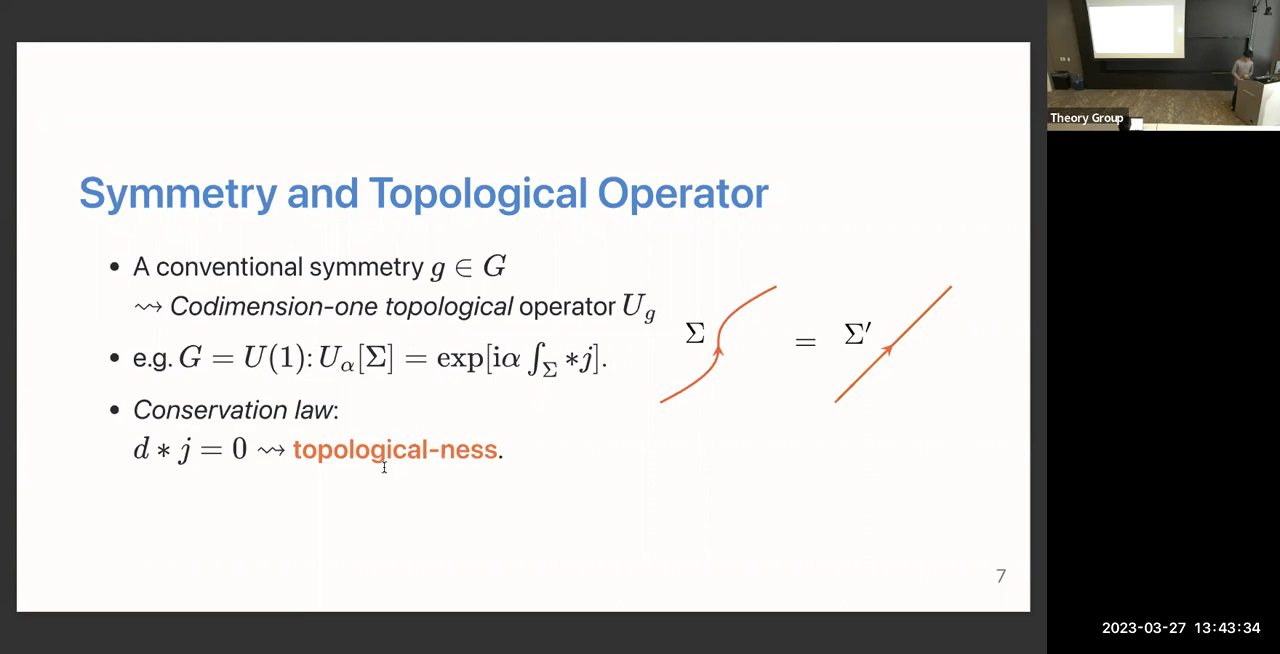 Symmetry and Topological Operator
• A conventional symmetry g ∈ G
⇝ Codimension-one topological operator U_g
• e.g. G = U(1): U_α[Σ] = exp[iα ∫_Σ *j].
• Conservation law:
d * j = 0 ⇝ topological-ness.
Σ = Σ′
7
Theory Group
2023-03-27 13:43:34